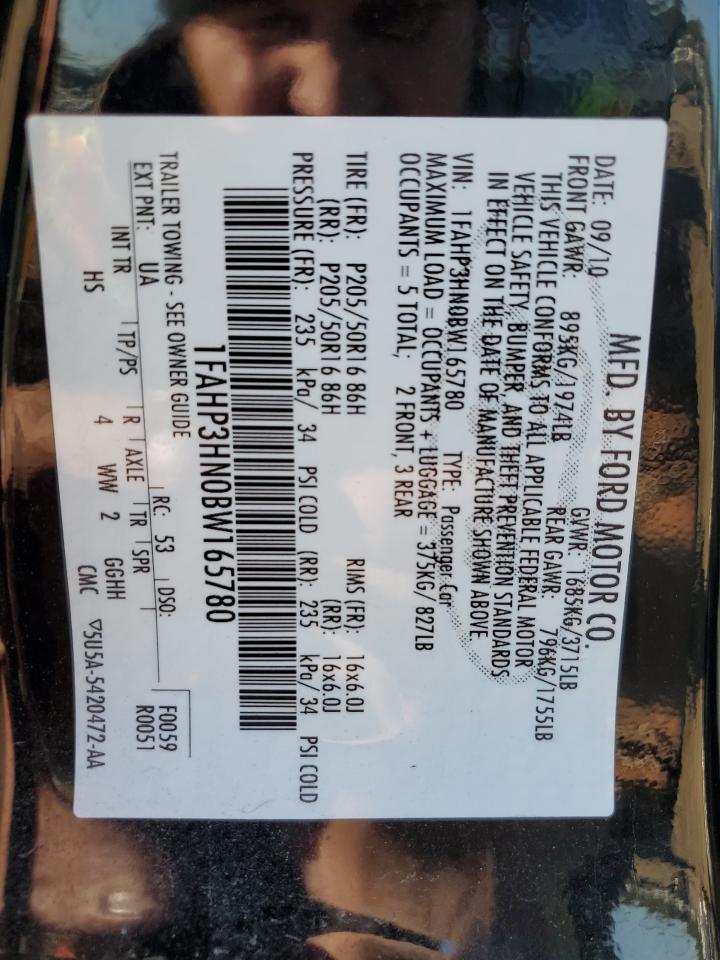 MFD. BY FORD MOTOR CO.
DATE: 09/10 GVWR: 1685KG/3715LB
FRONT GAWR: 895KG/1974LB REAR GAWR: 796KG/1755LB
THIS VEHICLE CONFORMS TO ALL APPLICABLE FEDERAL MOTOR
VEHICLE SAFETY, BUMPER, AND THEFT PREVENTION STANDARDS
IN EFFECT ON THE DATE OF MANUFACTURE SHOWN ABOVE.
VIN: 1FAHP3HN0BW165780 TYPE: Passenger Car
MAXIMUM LOAD = OCCUPANTS + LUGGAGE = 375KG/ 827LB
OCCUPANTS = 5 TOTAL; 2 FRONT, 3 REAR
TIRE (FR): P205/50R16 86H RIMS (FR): 16x6.0J
(RR): P205/50R16 86H (RR): 16x6.0J
PRESSURE (FR): 235 kPa/ 34 PSI COLD (RR): 235 kPa/ 34 PSI COLD
1FAHP3HN0BW165780
TRAILER TOWING - SEE OWNER GUIDE F0059
EXT PNT: UA RC: 53 DSO: R0051
INT TR TP/PS R AXLE TR SPR
HS 4 WW 2 GGHH
CMC ▽5U5A-5420472-AA